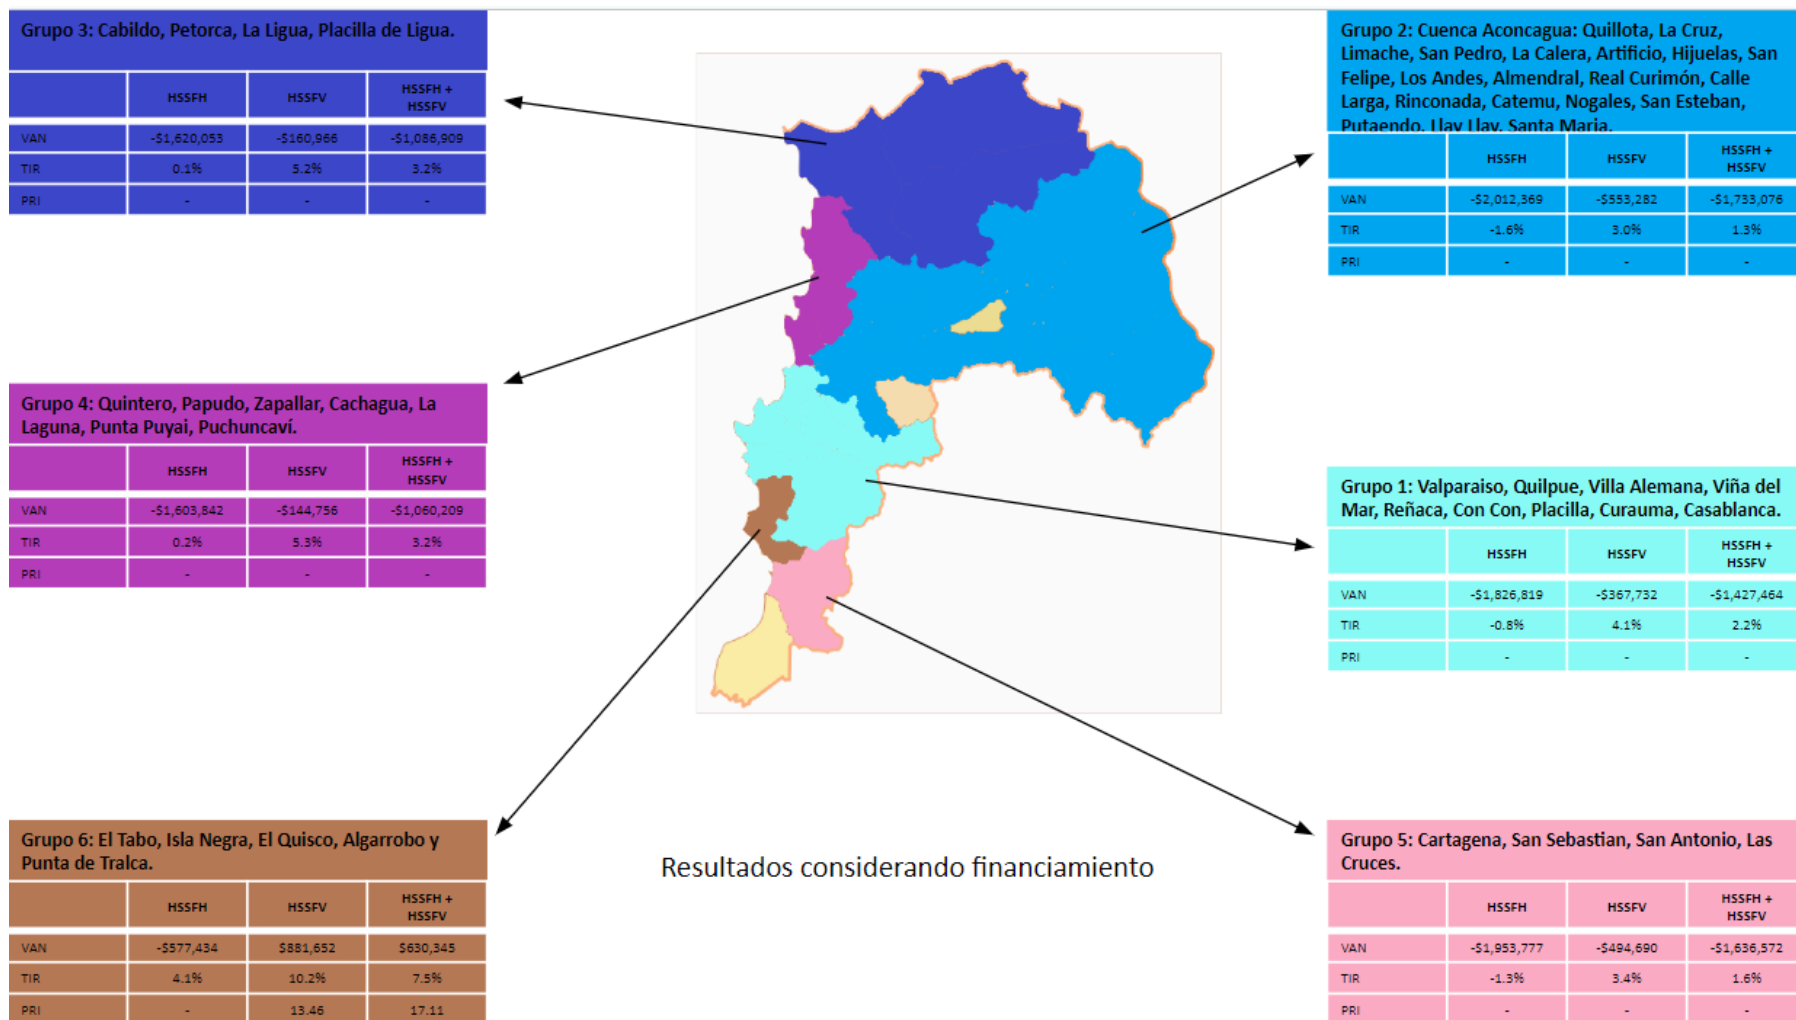 Grupo 3: Cabildo, Petorca, La Ligua, Placilla de Ligua.
HSSFH HSSFV HSSFH +
HSSFV
VAN -$1,620,053 -$160,966 -$1,086,909
TIR 0.1% 5.2% 3.2%
PRI - - -
Grupo 2: Cuenca Aconcagua: Quillota, La Cruz,
Limache, San Pedro, La Calera, Artificio, Hijuelas, San
Felipe, Los Andes, Almendral, Real Curimón, Calle
Larga, Rinconada, Catemu, Nogales, San Esteban,
Putaendo, Llay Llay, Santa Maria.
HSSFH HSSFV HSSFH +
HSSFV
VAN -$2,012,369 -$553,282 -$1,733,076
TIR -1.6% 3.0% 1.3%
PRI - - -
Grupo 4: Quintero, Papudo, Zapallar, Cachagua, La
Laguna, Punta Puyai, Puchuncaví.
HSSFH HSSFV HSSFH +
HSSFV
VAN -$1,603,842 -$144,756 -$1,060,209
TIR 0.2% 5.3% 3.2%
PRI - - -
Grupo 1: Valparaiso, Quilpue, Villa Alemana, Viña del
Mar, Reñaca, Con Con, Placilla, Curauma, Casablanca.
HSSFH HSSFV HSSFH +
HSSFV
VAN -$1,826,819 -$367,732 -$1,427,464
TIR -0.8% 4.1% 2.2%
PRI - - -
Grupo 6: El Tabo, Isla Negra, El Quisco, Algarrobo y
Punta de Tralca.
HSSFH HSSFV HSSFH +
HSSFV
VAN -$577,434 $881,652 $630,345
TIR 4.1% 10.2% 7.5%
PRI - 13.46 17.11
Resultados considerando financiamiento
Grupo 5: Cartagena, San Sebastian, San Antonio, Las
Cruces.
HSSFH HSSFV HSSFH +
HSSFV
VAN -$1,953,777 -$494,690 -$1,636,572
TIR -1.3% 3.4% 1.6%
PRI - - -